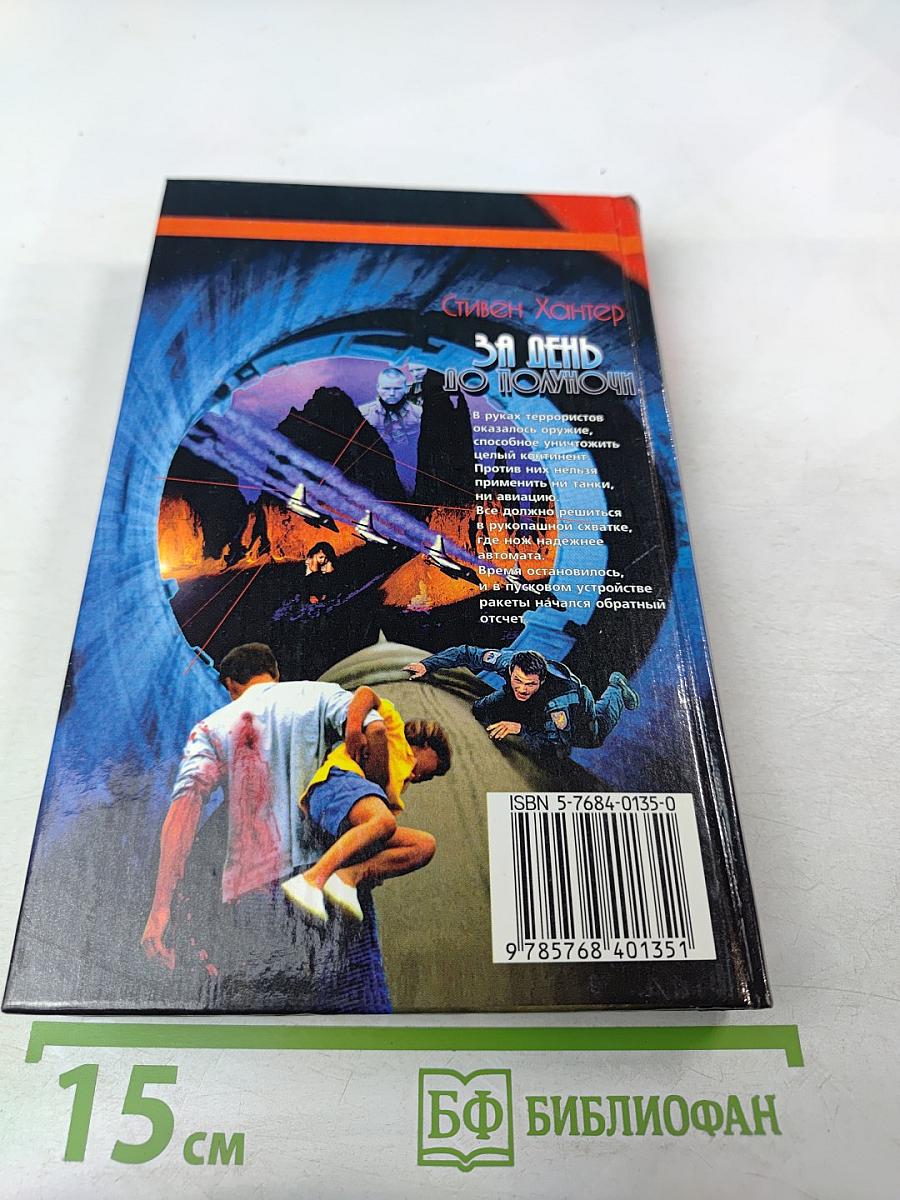 Стивен Хантер
ЗА ДЕНЬ
ДО ПОЛУНОЧИ
В руках террористов
оказалось оружие,
способное уничтожить
целый континент.
Против них нельзя
применить ни танки,
ни авиацию.
Все должно решиться
в рукопашной схватке,
где нож надежнее
автомата.
Время остановилось,
и в пусковом устройстве
ракеты начался обратный
отсчет.
ISBN 5-7684-0135-0
9 785768 401351
15 см
БФ БИБЛИОФАН